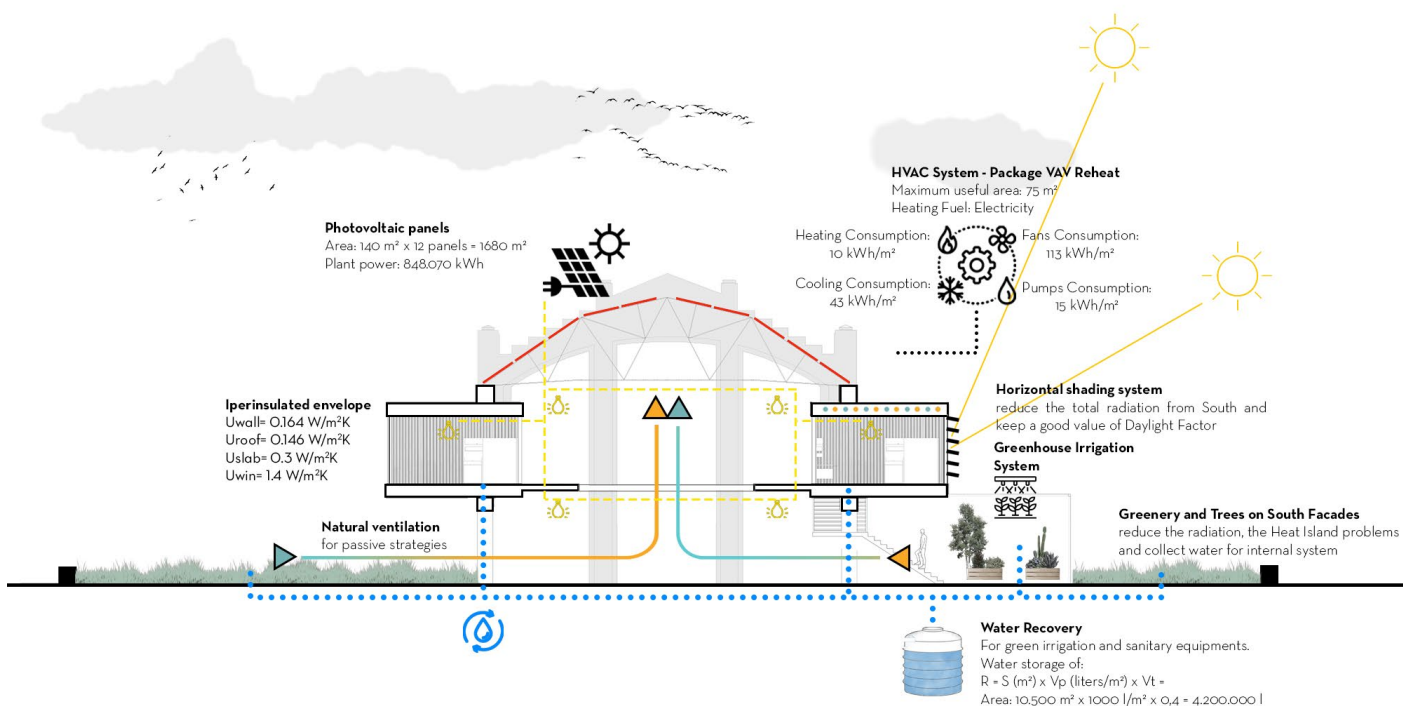 HVAC System - Package VAV Reheat
Maximum useful area: 75 m²
Heating Fuel: Electricity
Heating Consumption:
10 kWh/m²
Fans Consumption:
113 kWh/m²
Cooling Consumption:
43 kWh/m²
Pumps Consumption:
15 kWh/m²
Photovoltaic panels
Area: 140 m² x 12 panels = 1680 m²
Plant power: 848.070 kWh
Iperinsulated envelope
Uwall= 0.164 W/m²K
Uroof= 0.146 W/m²K
Uslab= 0.3 W/m²K
Uwin= 1.4 W/m²K
Horizontal shading system
reduce the total radiation from South and
keep a good value of Daylight Factor
Greenhouse Irrigation
System
Natural ventilation
for passive strategies
Greenery and Trees on South Facades
reduce the radiation, the Heat Island problems
and collect water for internal system
Water Recovery
For green irrigation and sanitary equipments.
Water storage of:
R = S (m²) x Vp (liters/m²) x Vt =
Area: 10.500 m² x 1000 l/m² x 0,4 = 4.200.000 l